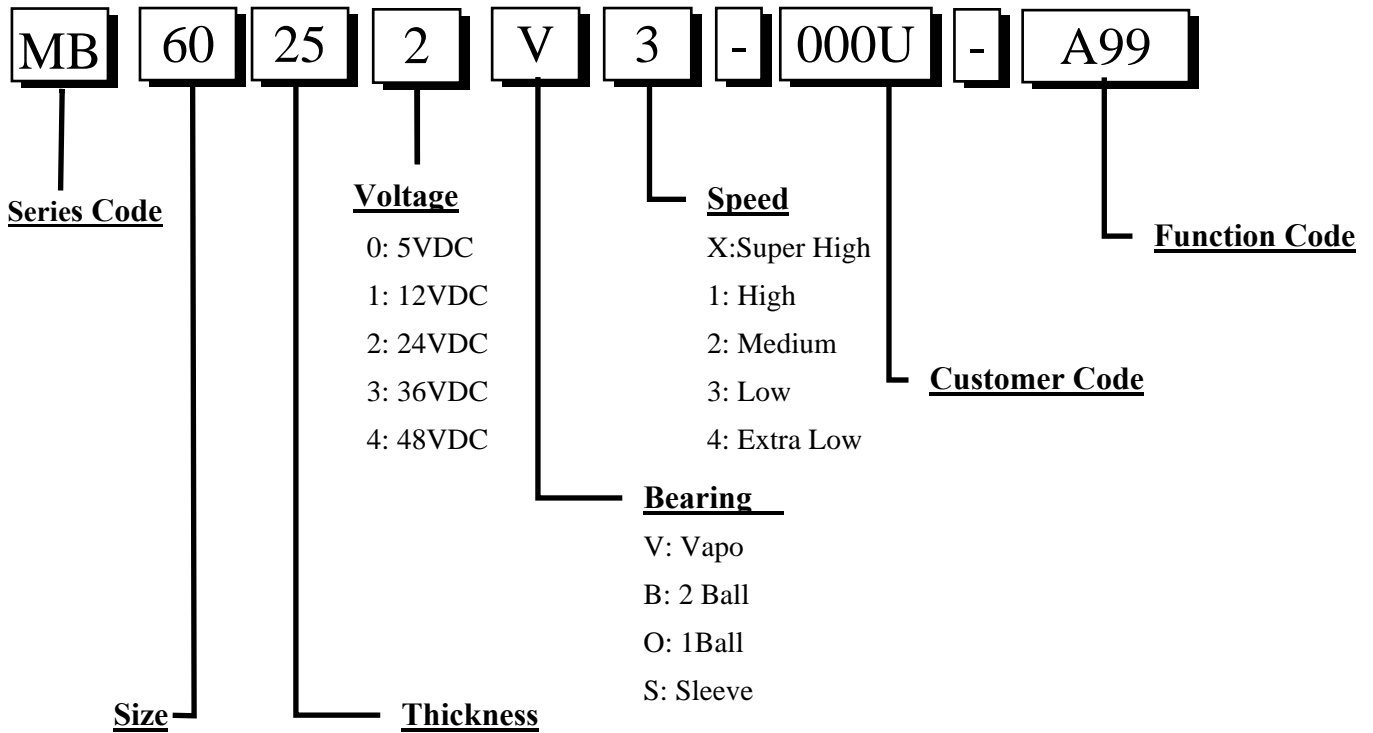 MB 60 25 2 V 3 - 000U - A99
Series Code
Voltage
0: 5VDC
1: 12VDC
2: 24VDC
3: 36VDC
4: 48VDC
Speed
X:Super High
1: High
2: Medium
3: Low
4: Extra Low
Function Code
Customer Code
Bearing
V: Vapo
B: 2 Ball
O: 1Ball
S: Sleeve
Size
Thickness